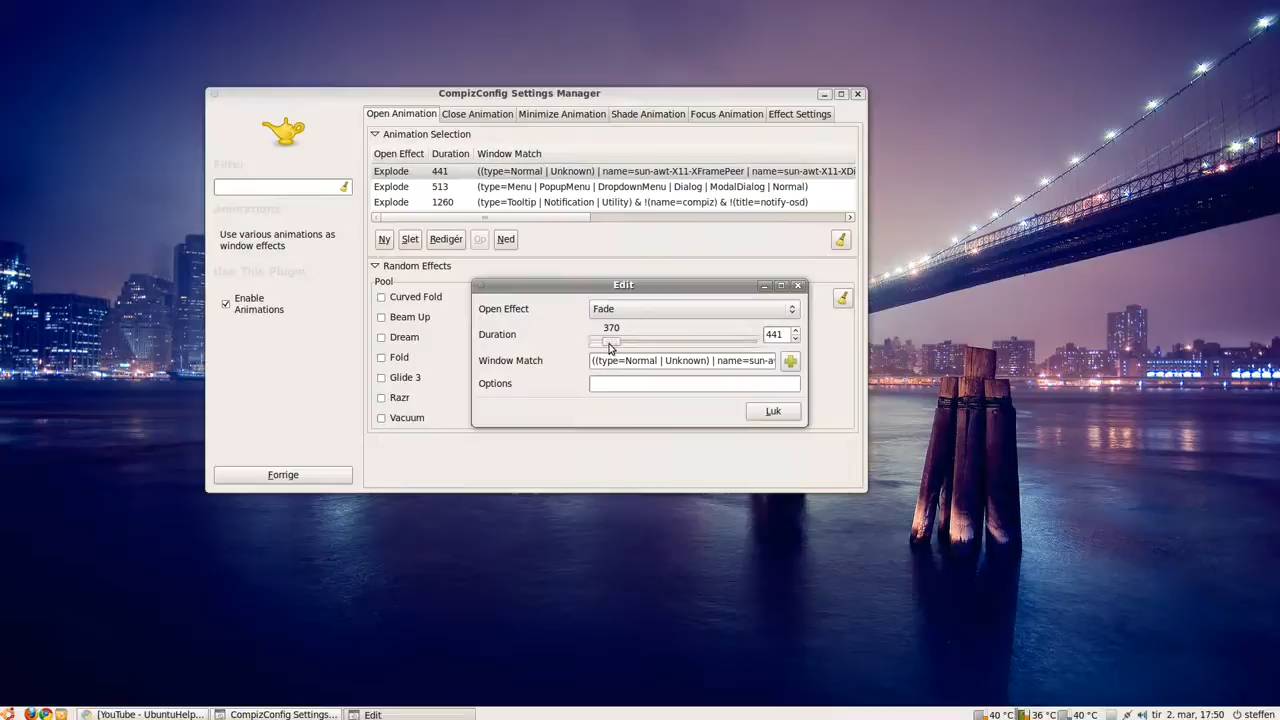 CompizConfig Settings Manager
Filter
Animations
Use various animations as
window effects
Use This Plugin
Enable
Animations
Forrige
Open Animation Close Animation Minimize Animation Shade Animation Focus Animation Effect Settings
Animation Selection
Open Effect Duration Window Match
Explode 441 ((type=Normal | Unknown) | name=sun-awt-X11-XFramePeer | name=sun-awt-X11-XDi
Explode 513 (type=Menu | PopupMenu | DropdownMenu | Dialog | ModalDialog | Normal)
Explode 1260 (type=Tooltip | Notification | Utility) & !(name=compiz) & !(title=notify-osd)
Ny Slet Redigér Op Ned
Random Effects
Pool
Curved Fold
Beam Up
Dream
Fold
Glide 3
Razr
Vacuum
Edit
Open Effect Fade
370
Duration 441
Window Match ((type=Normal | Unknown) | name=sun-a
Options
Luk
[YouTube - UbuntuHelp... CompizConfig Settings... Edit 40 °C 36 °C 40 °C tir 2. mar, 17:50 steffen